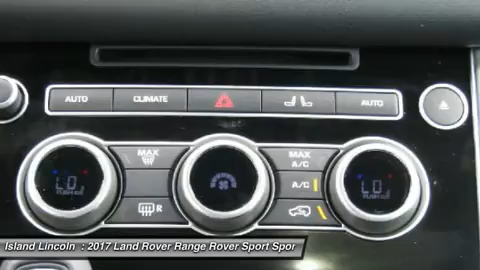 AUTO CLIMATE AUTO
MAX
MAX
A/C
LO
LO
A/C
R
Island Lincoln : 2017 Land Rover Range Rover Sport Spor